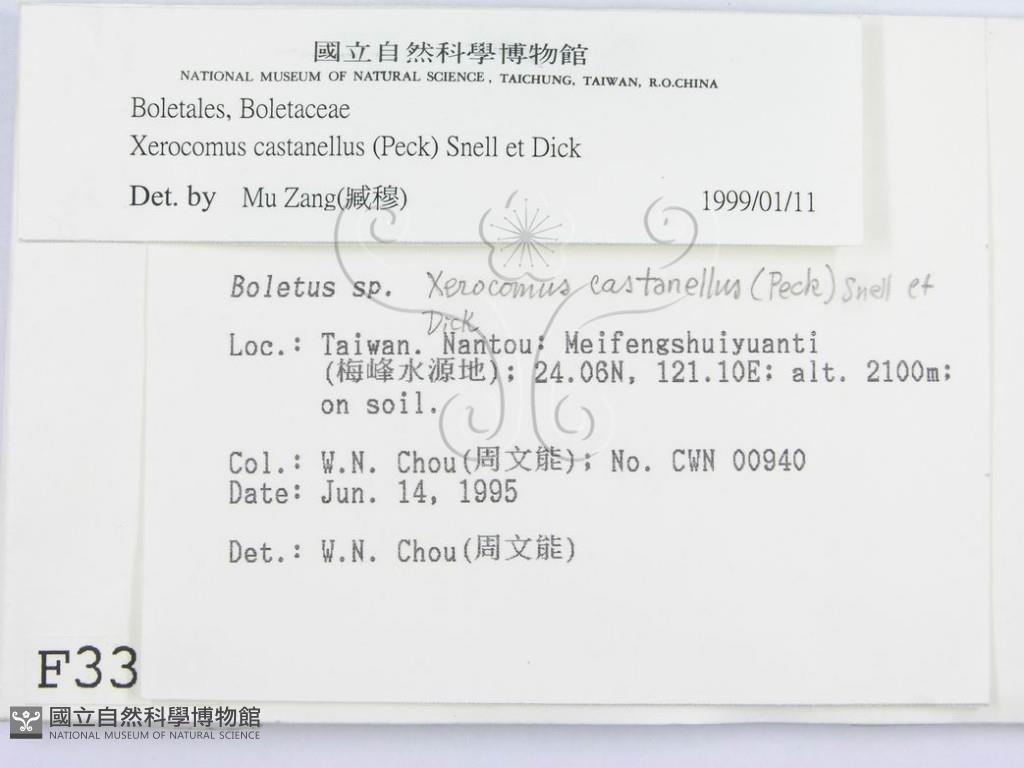 國立自然科學博物館
NATIONAL MUSEUM OF NATURAL SCIENCE, TAICHUNG, TAIWAN, R.O.CHINA
Boletales, Boletaceae
Xerocomus castanellus (Peck) Snell et Dick
Det. by Mu Zang(臧穆) 1999/01/11
Boletus sp. Xerocomus castanellus (Peck) Snell et
Dick
Loc.: Taiwan. Nantou: Meifengshuiyuanti
(梅峰水源地); 24.06N, 121.10E: alt. 2100m;
on soil.
Col.: W.N. Chou(周文能); No. CWN 00940
Date: Jun. 14, 1995
Det.: W.N. Chou(周文能)
F33
國立自然科學博物館
NATIONAL MUSEUM OF NATURAL SCIENCE